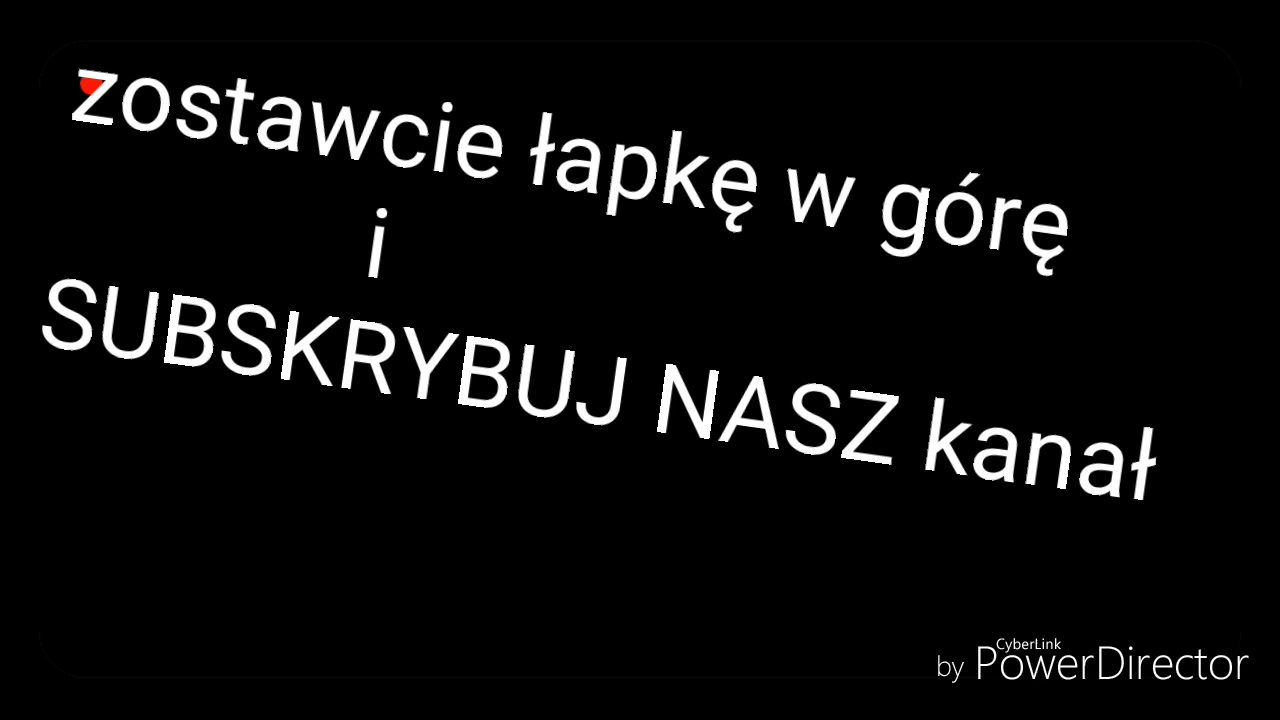 zostawcie łapkę w górę
i
SUBSKRYBUJ NASZ kanał
CyberLink
by PowerDirector